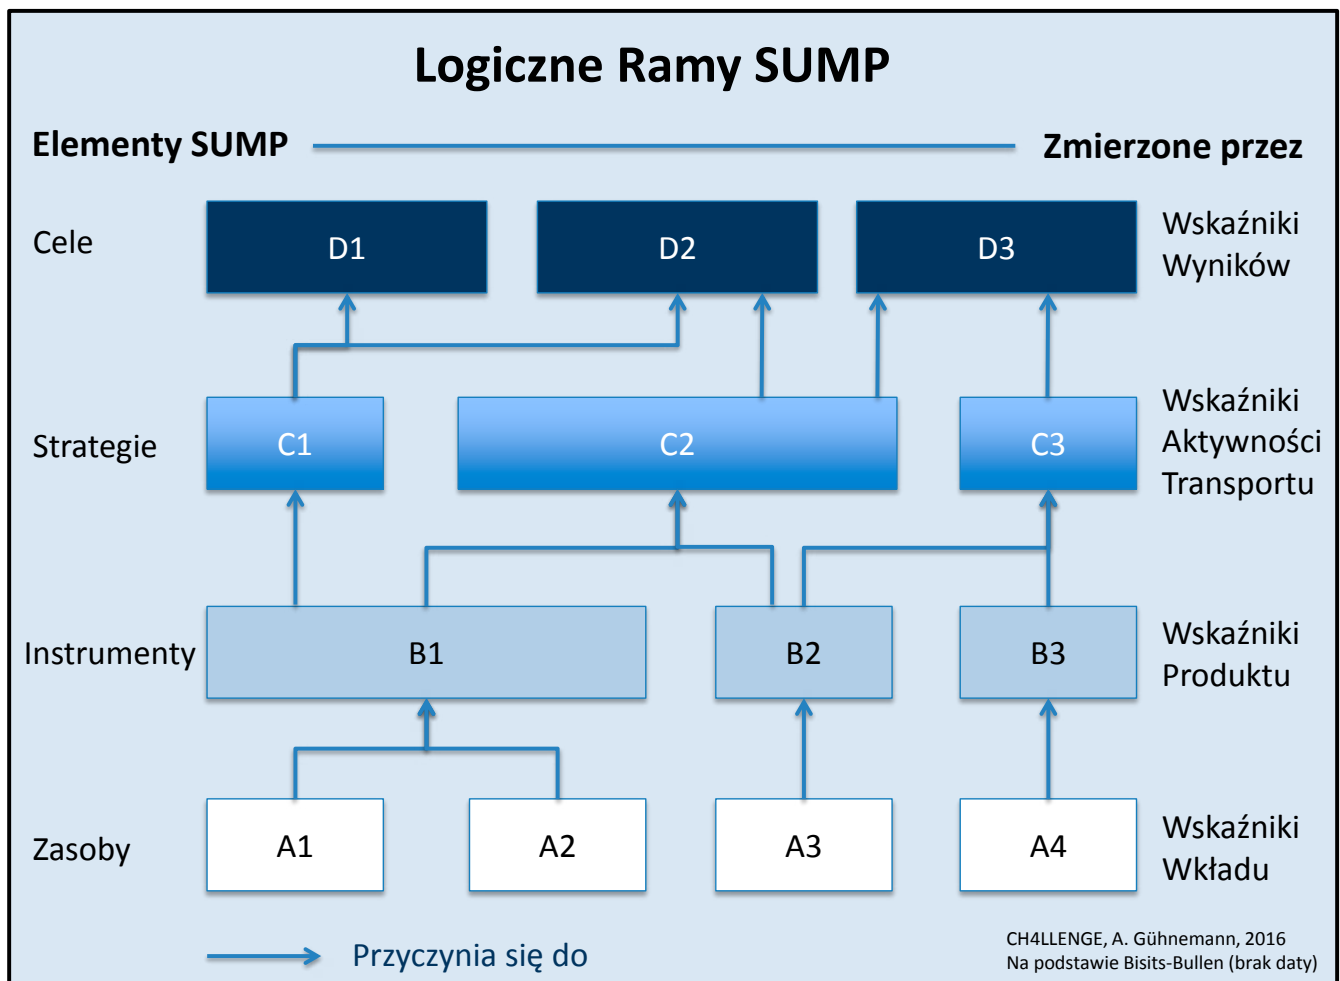 Logiczne Ramy SUMP
Elementy SUMP
Zmierzone przez
Cele
D1
D2
D3
Wskaźniki
Wyników
Strategie
C1
C2
C3
Wskaźniki
Aktywności
Transportu
Instrumenty
B1
B2
B3
Wskaźniki
Produktu
Zasoby
A1
A2
A3
A4
Wskaźniki
Wkładu
Przyczynia się do
CH4LLENGE, A. Gühnemann, 2016
Na podstawie Bisits-Bullen (brak daty)